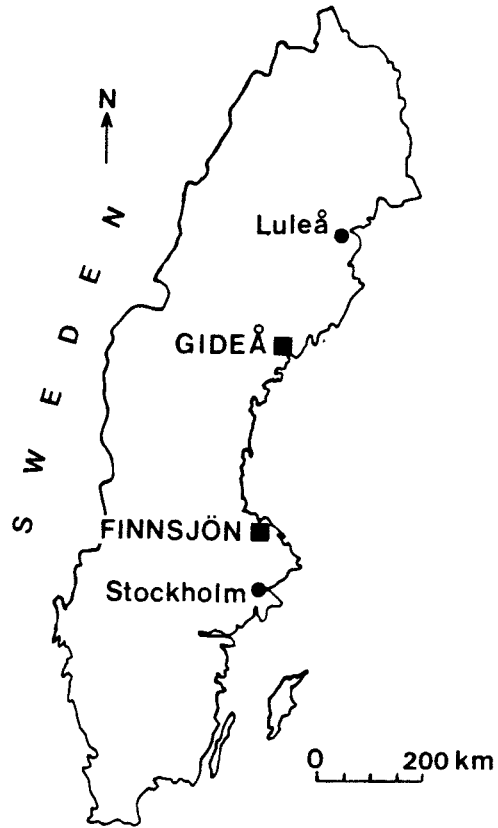 N
SWEDEN
Luleå
GIDEÅ
FINNSJÖN
Stockholm
0 200 km